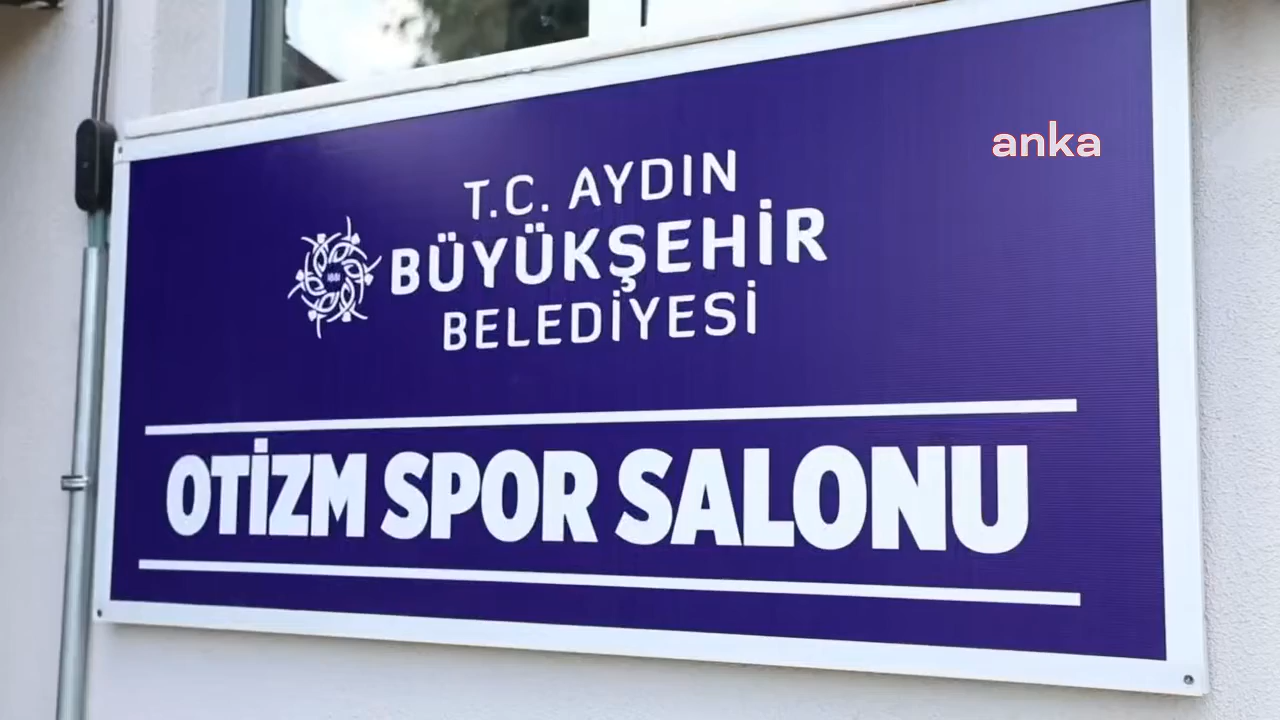 anka
T.C. AYDIN
BÜYÜKŞEHİR
BELEDİYESİ
OTİZM SPOR SALONU